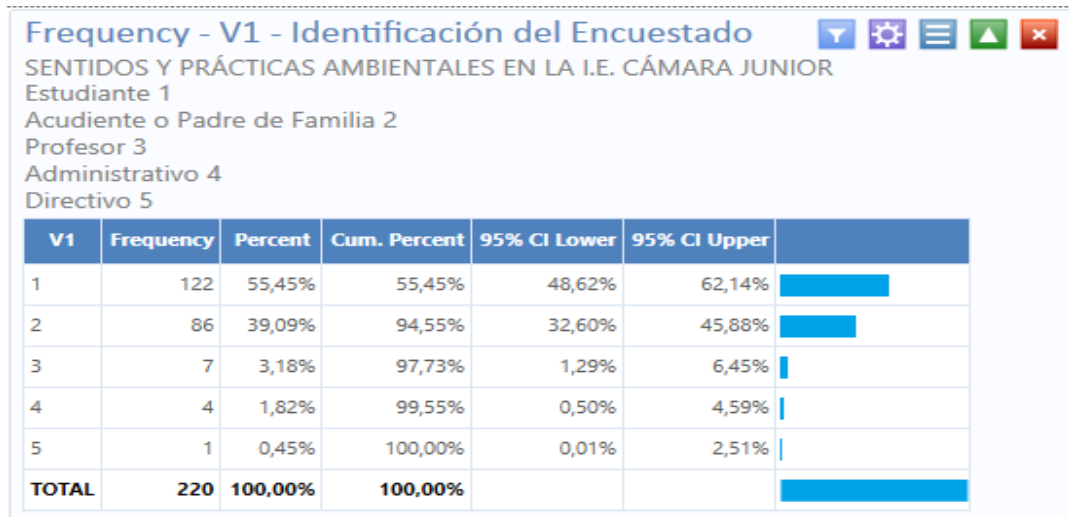 Frequency - V1 - Identificación del Encuestado
SENTIDOS Y PRÁCTICAS AMBIENTALES EN LA I.E. CÁMARA JUNIOR
Estudiante 1
Acudiente o Padre de Familia 2
Profesor 3
Administrativo 4
Directivo 5
V1 Frequency Percent Cum. Percent 95% CI Lower 95% CI Upper
1 122 55,45% 55,45% 48,62% 62,14%
2 86 39,09% 94,55% 32,60% 45,88%
3 7 3,18% 97,73% 1,29% 6,45%
4 4 1,82% 99,55% 0,50% 4,59%
5 1 0,45% 100,00% 0,01% 2,51%
TOTAL 220 100,00% 100,00%